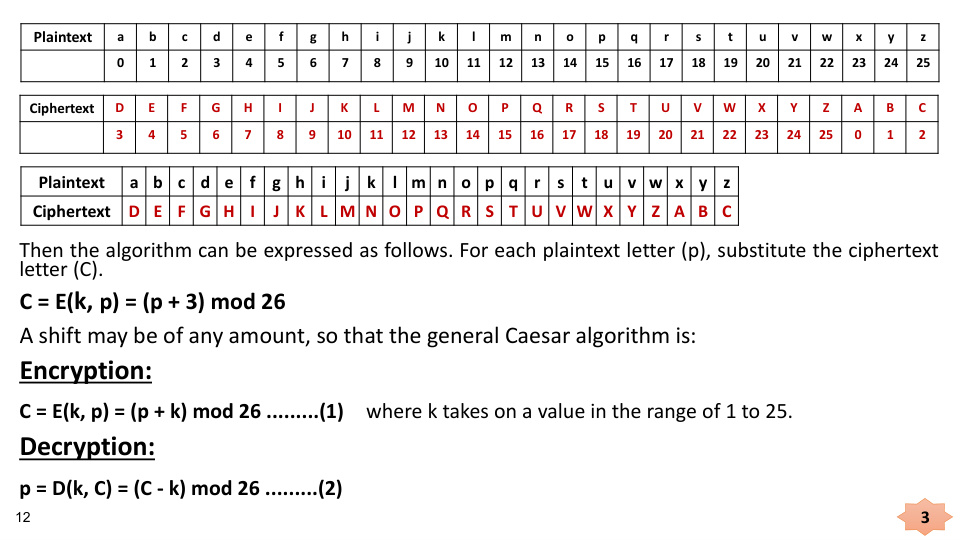 Plaintext a b c d e f g h i j k l m n o p q r s t u v w x y z
0 1 2 3 4 5 6 7 8 9 10 11 12 13 14 15 16 17 18 19 20 21 22 23 24 25
Ciphertext D E F G H I J K L M N O P Q R S T U V W X Y Z A B C
3 4 5 6 7 8 9 10 11 12 13 14 15 16 17 18 19 20 21 22 23 24 25 0 1 2
Plaintext a b c d e f g h i j k l m n o p q r s t u v w x y z
Ciphertext D E F G H I J K L M N O P Q R S T U V W X Y Z A B C
Then the algorithm can be expressed as follows. For each plaintext letter (p), substitute the ciphertext
letter (C).
C = E(k, p) = (p + 3) mod 26
A shift may be of any amount, so that the general Caesar algorithm is:
Encryption:
C = E(k, p) = (p + k) mod 26 .........(1) where k takes on a value in the range of 1 to 25.
Decryption:
p = D(k, C) = (C - k) mod 26 .........(2)
12
3